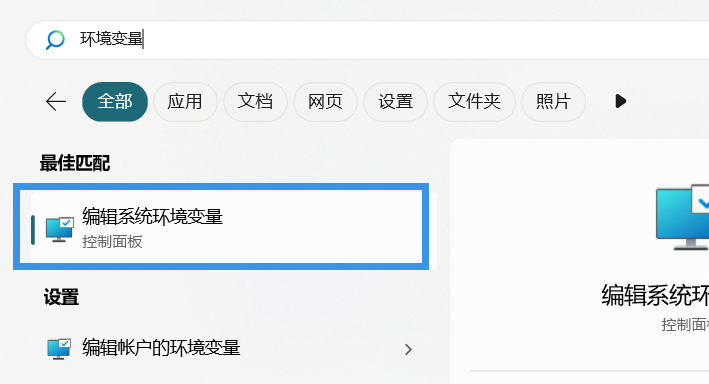 环境变量
全部 应用 文档 网页 设置 文件夹 照片
最佳匹配
编辑系统环境变量
控制面板
设置
编辑帐户的环境变量
编辑系统环
控制面